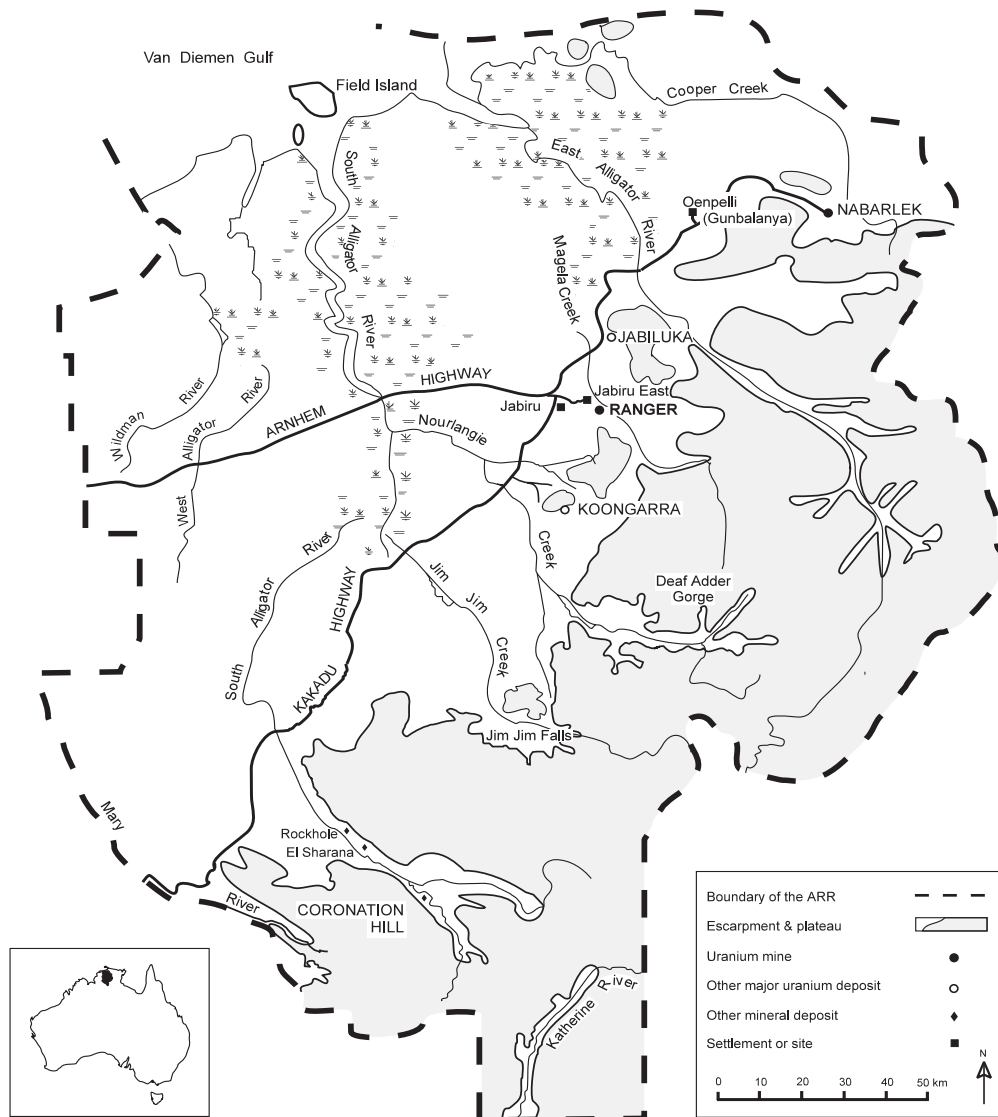 Van Diemen Gulf
Field Island
Cooper Creek
East
Alligator
River
South
Alligator
River
Oenpelli
(Gunbalanya)
NABARLEK
Magela Creek
JABILUKA
Wildman
River
West
Alligator
River
ARNHEM
HIGHWAY
Jabiru East
Jabiru
RANGER
Nourlangie
Creek
KOONGARRA
South
Alligator
River
KAKADU
HIGHWAY
Jim
Jim
Creek
Deaf Adder
Gorge
Jim Jim Falls
Mary
River
Rockhole
El Sharana
CORONATION
HILL
Katherine
River
Boundary of the ARR
Escarpment & plateau
Uranium mine
Other major uranium deposit
Other mineral deposit
Settlement or site
N
0 10 20 30 40 50 km